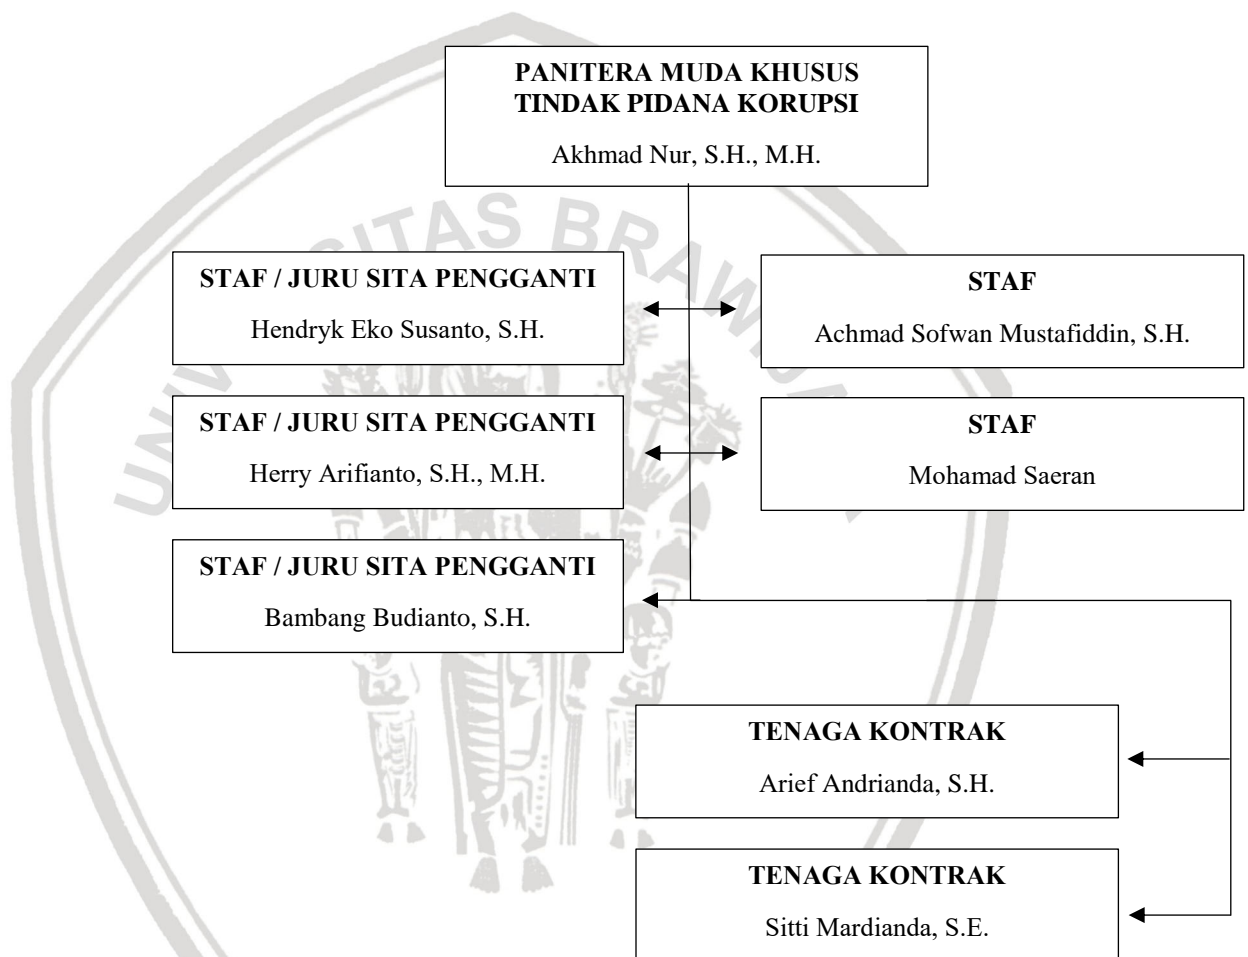 PANITERA MUDA KHUSUS
TINDAK PIDANA KORUPSI
Akhmad Nur, S.H., M.H.
STAF / JURU SITA PENGGANTI
Hendryk Eko Susanto, S.H.
STAF
Achmad Sofwan Mustafiddin, S.H.
STAF / JURU SITA PENGGANTI
Herry Arifianto, S.H., M.H.
STAF
Mohamad Saeran
STAF / JURU SITA PENGGANTI
Bambang Budianto, S.H.
TENAGA KONTRAK
Arief Andrianda, S.H.
TENAGA KONTRAK
Sitti Mardianda, S.E.